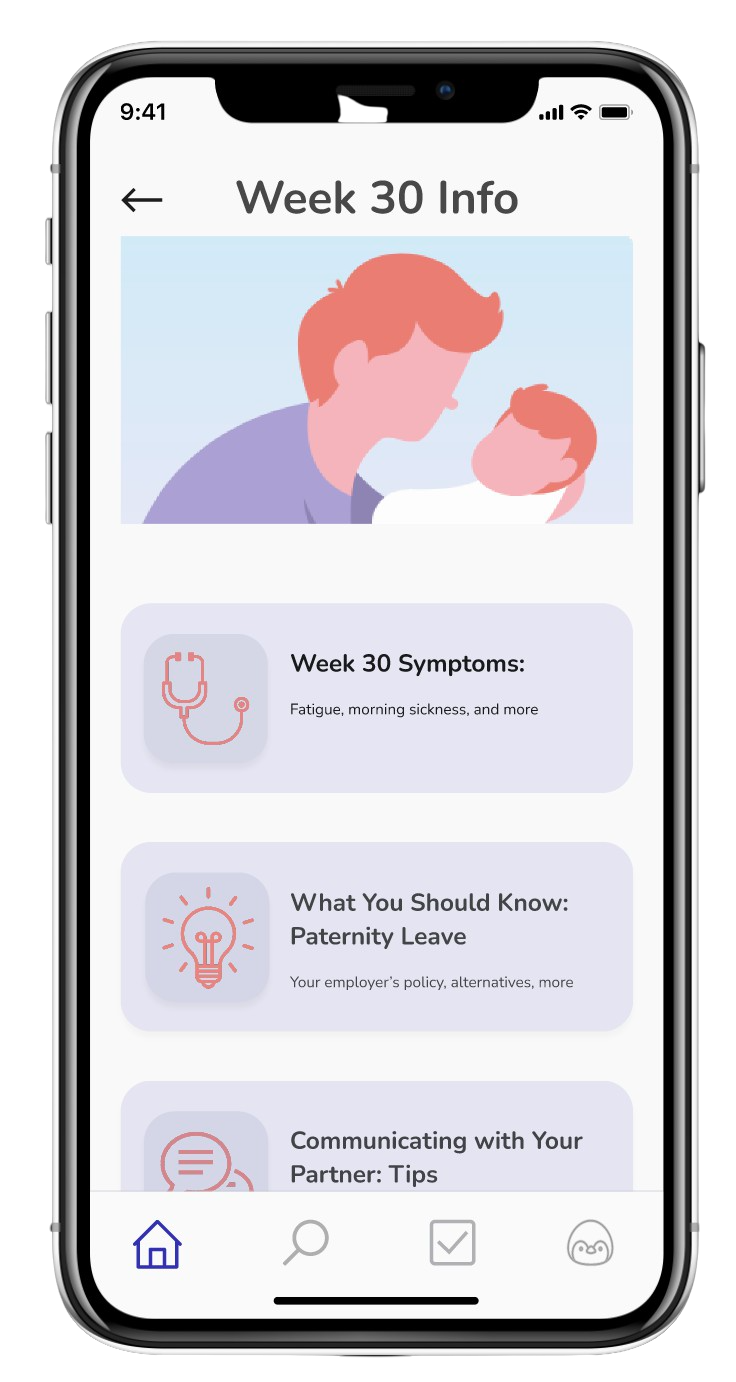 9:41
Week 30 Info
Week 30 Symptoms:
Fatigue, morning sickness, and more
What You Should Know:
Paternity Leave
Your employer’s policy, alternatives, more
Communicating with Your
Partner: Tips